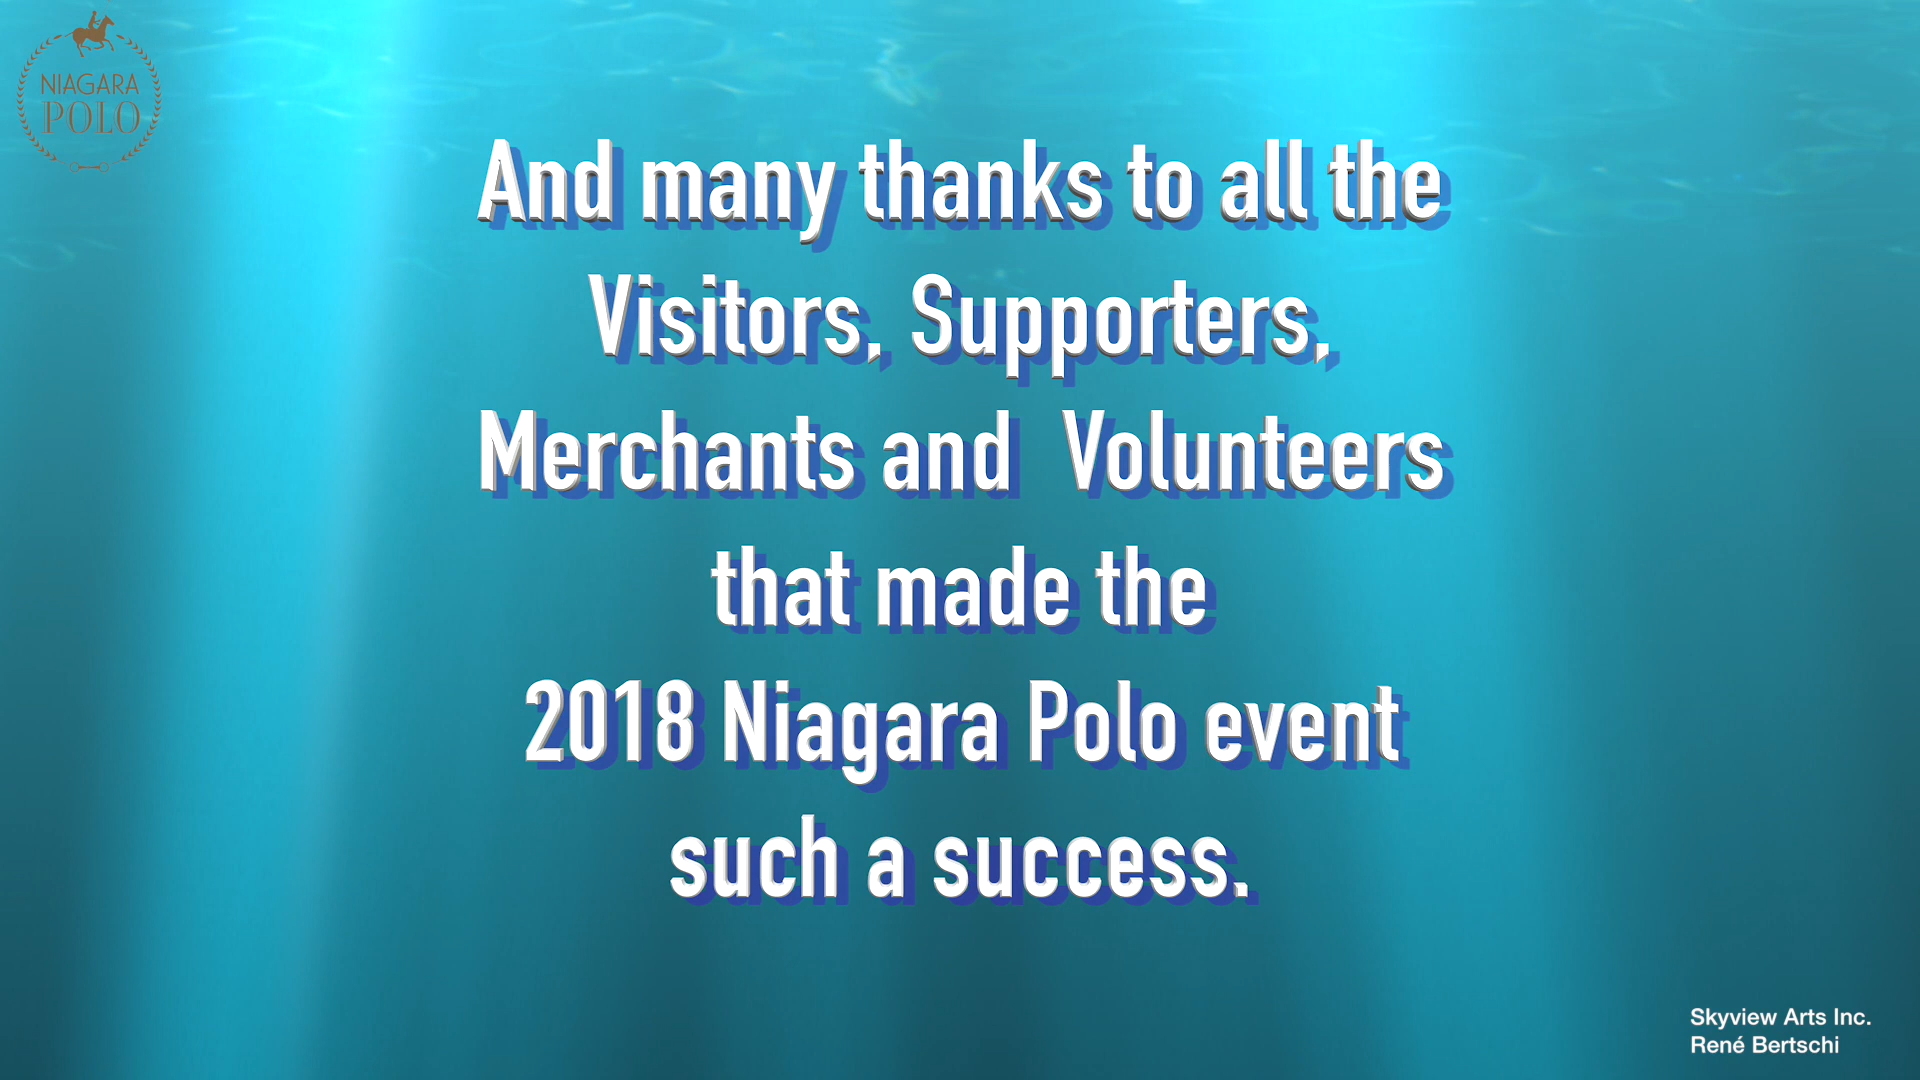 NIAGARA
POLO
And many thanks to all the
Visitors, Supporters,
Merchants and  Volunteers
that made the
2018 Niagara Polo event
such a success.
Skyview Arts Inc.
René Bertschi